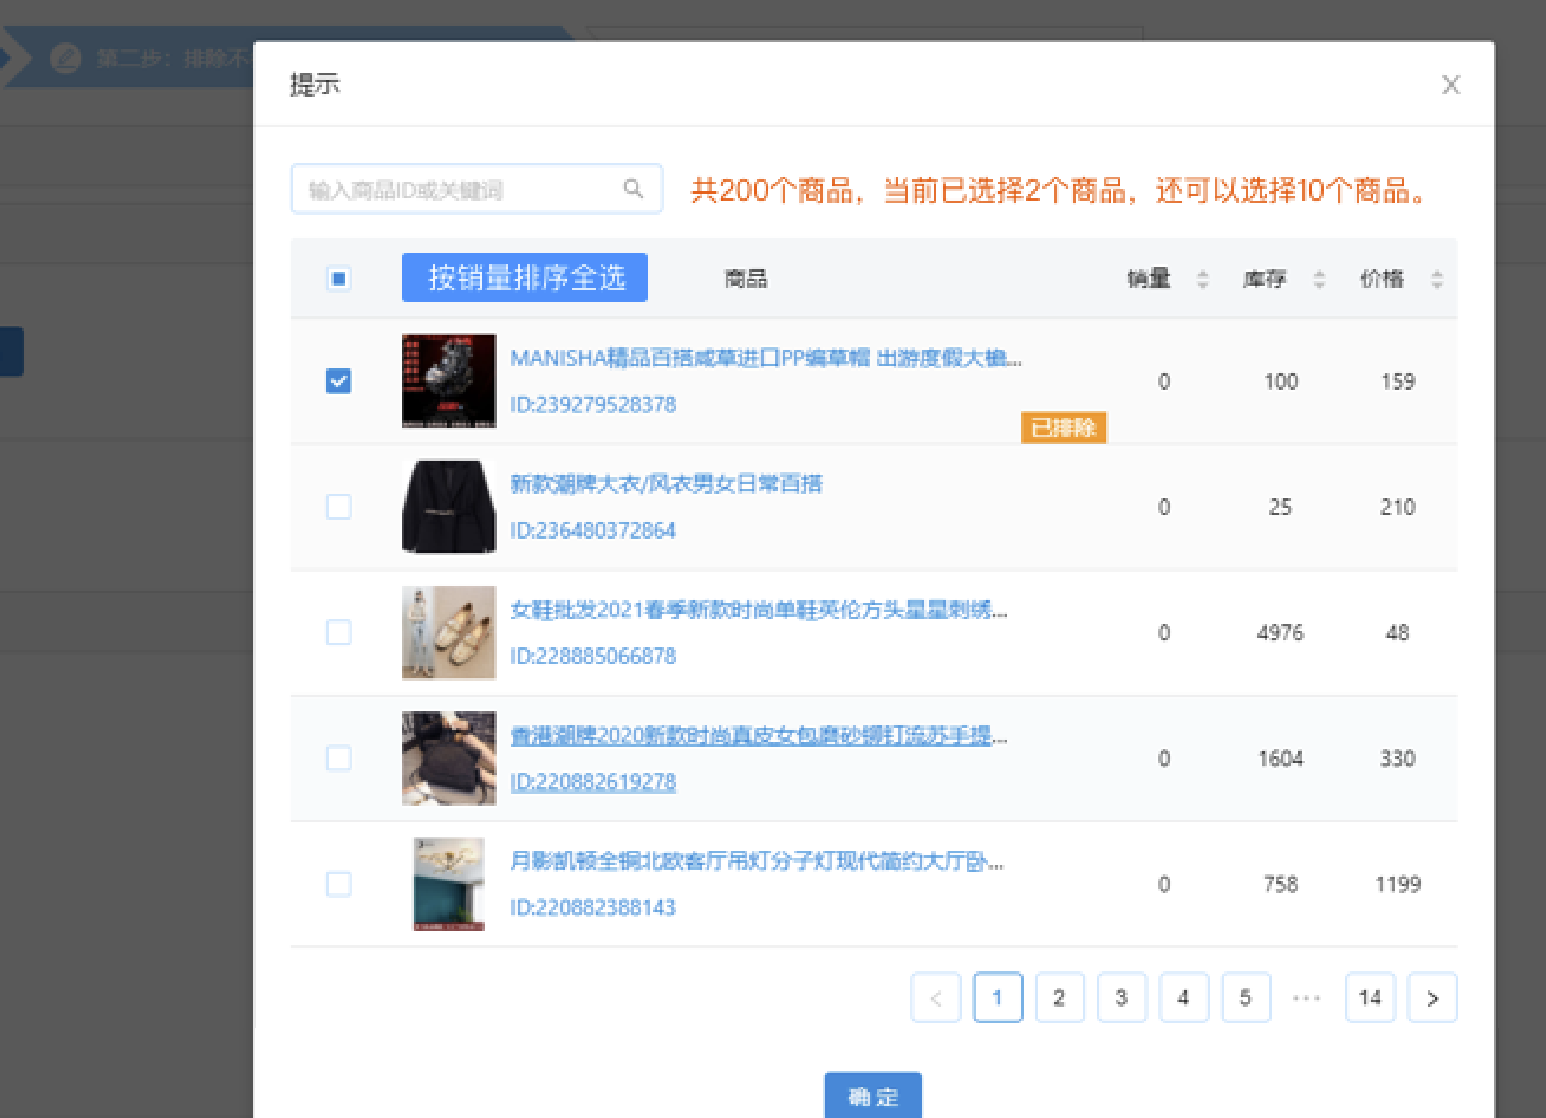 第二步：排除不
提示
输入商品ID或关键词
共200个商品，当前已选择2个商品，还可以选择10个商品。
按销量排序全选 商品 销量 库存 价格
MANISHA精品百搭咸草进口PP编草帽 出游度假大檐...
ID:239279528378
0 100 159
已排除
新款潮牌大衣/风衣男女日常百搭
ID:236480372864
0 25 210
女鞋批发2021春季新款时尚单鞋英伦方头星星刺绣...
ID:228885066878
0 4976 48
香港潮牌2020新款时尚真皮女包磨砂铆钉流苏手提...
ID:220882619278
0 1604 330
月影凯顿全铜北欧客厅吊灯分子灯现代简约大厅卧...
ID:220882388143
0 758 1199
< 1 2 3 4 5 ••• 14 >
确 定